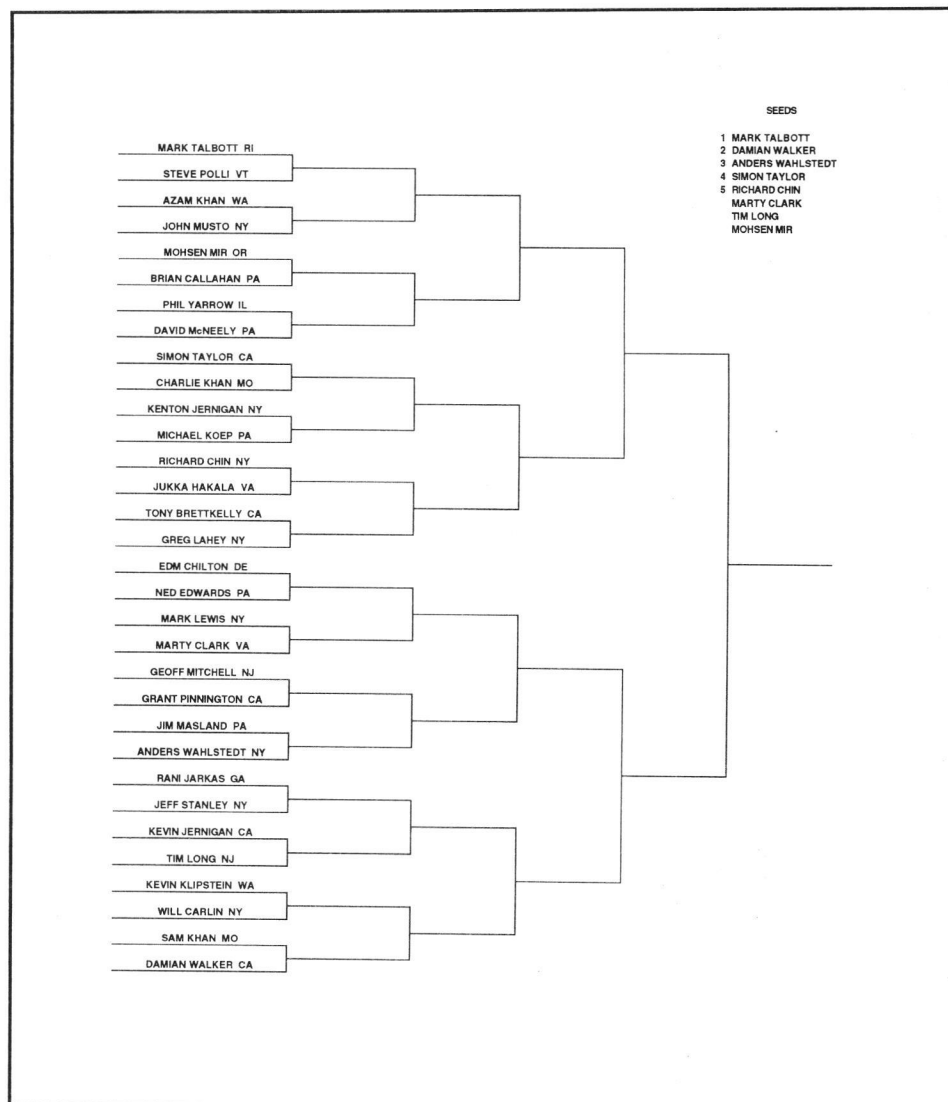 SEEDS
1 MARK TALBOTT
2 DAMIAN WALKER
3 ANDERS WAHLSTEDT
4 SIMON TAYLOR
5 RICHARD CHIN
MARTY CLARK
TIM LONG
MOHSEN MIR
MARK TALBOTT RI
STEVE POLLI VT
AZAM KHAN WA
JOHN MUSTO NY
MOHSEN MIR OR
BRIAN CALLAHAN PA
PHIL YARROW IL
DAVID McNEELY PA
SIMON TAYLOR CA
CHARLIE KHAN MO
KENTON JERNIGAN NY
MICHAEL KOEP PA
RICHARD CHIN NY
JUKKA HAKALA VA
TONY BRETTKELLY CA
GREG LAHEY NY
EDM CHILTON DE
NED EDWARDS PA
MARK LEWIS NY
MARTY CLARK VA
GEOFF MITCHELL NJ
GRANT PINNINGTON CA
JIM MASLAND PA
ANDERS WAHLSTEDT NY
RANI JARKAS GA
JEFF STANLEY NY
KEVIN JERNIGAN CA
TIM LONG NJ
KEVIN KLIPSTEIN WA
WILL CARLIN NY
SAM KHAN MO
DAMIAN WALKER CA